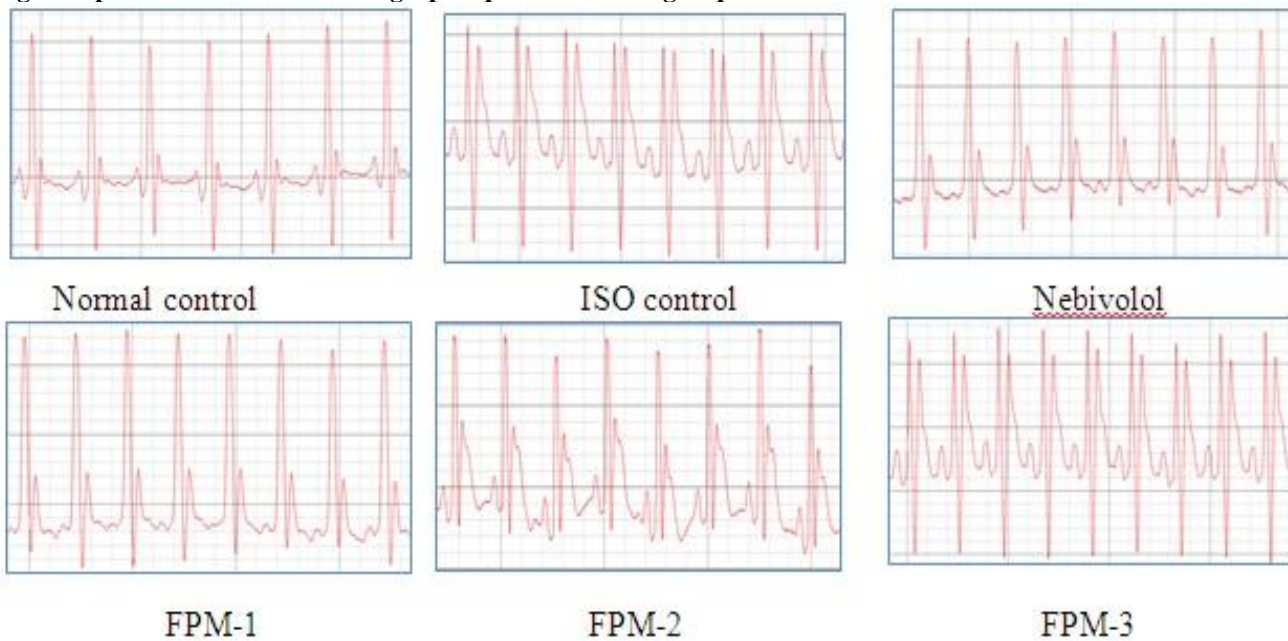 Normal control
ISO control
Nebivolol
FPM-1
FPM-2
FPM-3